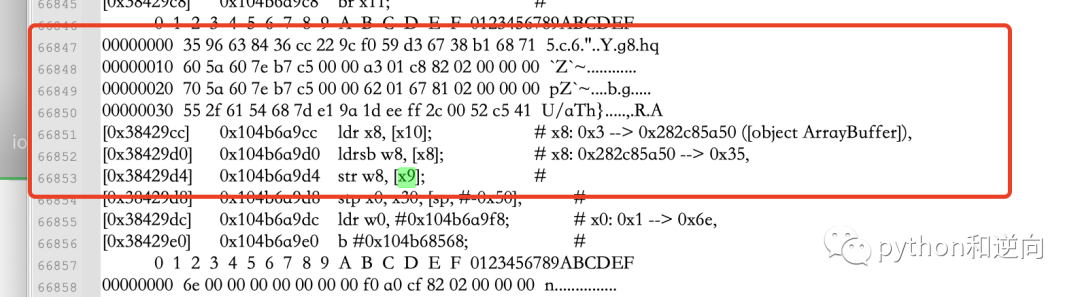 66845 [0x38429c8] 0x104b6a9c8 br x11; #
66846 0 1 2 3 4 5 6 7 8 9 A B C D E F 0123456789ABCDEF
66847 00000000 35 96 63 84 36 cc 22 9c f0 59 d3 67 38 b1 68 71 5.c.6."..Y.g8.hq
66848 00000010 60 5a 60 7e b7 c5 00 00 a3 01 c8 82 02 00 00 00 `Z`~............
66849 00000020 70 5a 60 7e b7 c5 00 00 62 01 67 81 02 00 00 00 pZ`~....b.g.....
66850 00000030 55 2f 61 54 68 7d e1 9a 1d ee ff 2c 00 52 c5 41 U/aTh}.....,.R.A
66851 [0x38429cc] 0x104b6a9cc ldr x8, [x10]; # x8: 0x3 --> 0x282c85a50 ([object ArrayBuffer]),
66852 [0x38429d0] 0x104b6a9d0 ldrsb w8, [x8]; # x8: 0x282c85a50 --> 0x35,
66853 [0x38429d4] 0x104b6a9d4 str w8, [x9]; #
66854 [0x38429d8] 0x104b6a9d8 stp x0, x30, [sp, #-0x50]; #
66855 [0x38429dc] 0x104b6a9dc ldr w0, #0x104b6a9f8; # x0: 0x1 --> 0x6e,
66856 [0x38429e0] 0x104b6a9e0 b #0x104b68568; #
66857 0 1 2 3 4 5 6 7 8 9 A B C D E F 0123456789ABCDEF
66858 00000000 6e 00 00 00 00 00 00 00 f0 a0 cf 82 02 00 00 00 n...............
io
python和逆向